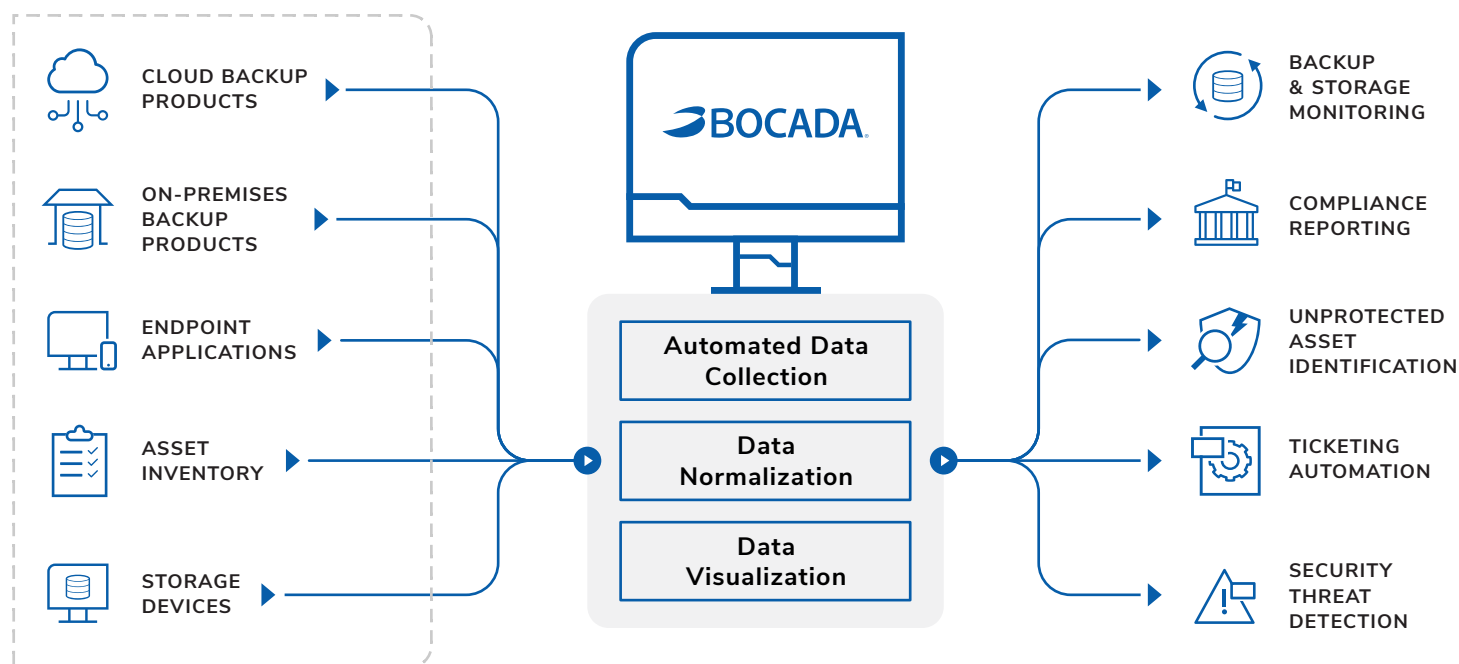 CLOUD BACKUP
PRODUCTS
ON-PREMISES
BACKUP
PRODUCTS
ENDPOINT
APPLICATIONS
ASSET
INVENTORY
STORAGE
DEVICES
BOCADA®
Automated Data
Collection
Data
Normalization
Data
Visualization
BACKUP
& STORAGE
MONITORING
COMPLIANCE
REPORTING
UNPROTECTED
ASSET
IDENTIFICATION
TICKETING
AUTOMATION
SECURITY
THREAT
DETECTION